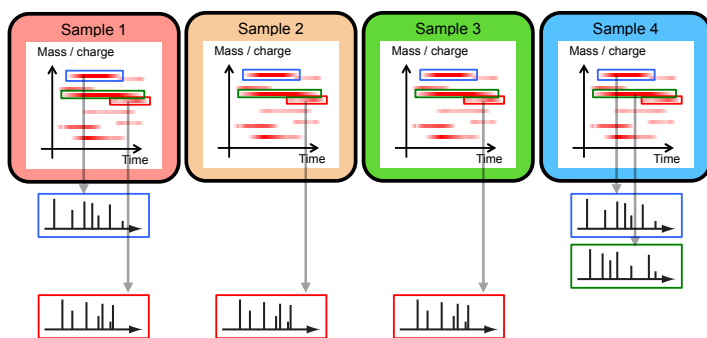 Sample 1
Mass / charge
Time
Sample 2
Mass / charge
Time
Sample 3
Mass / charge
Time
Sample 4
Mass / charge
Time